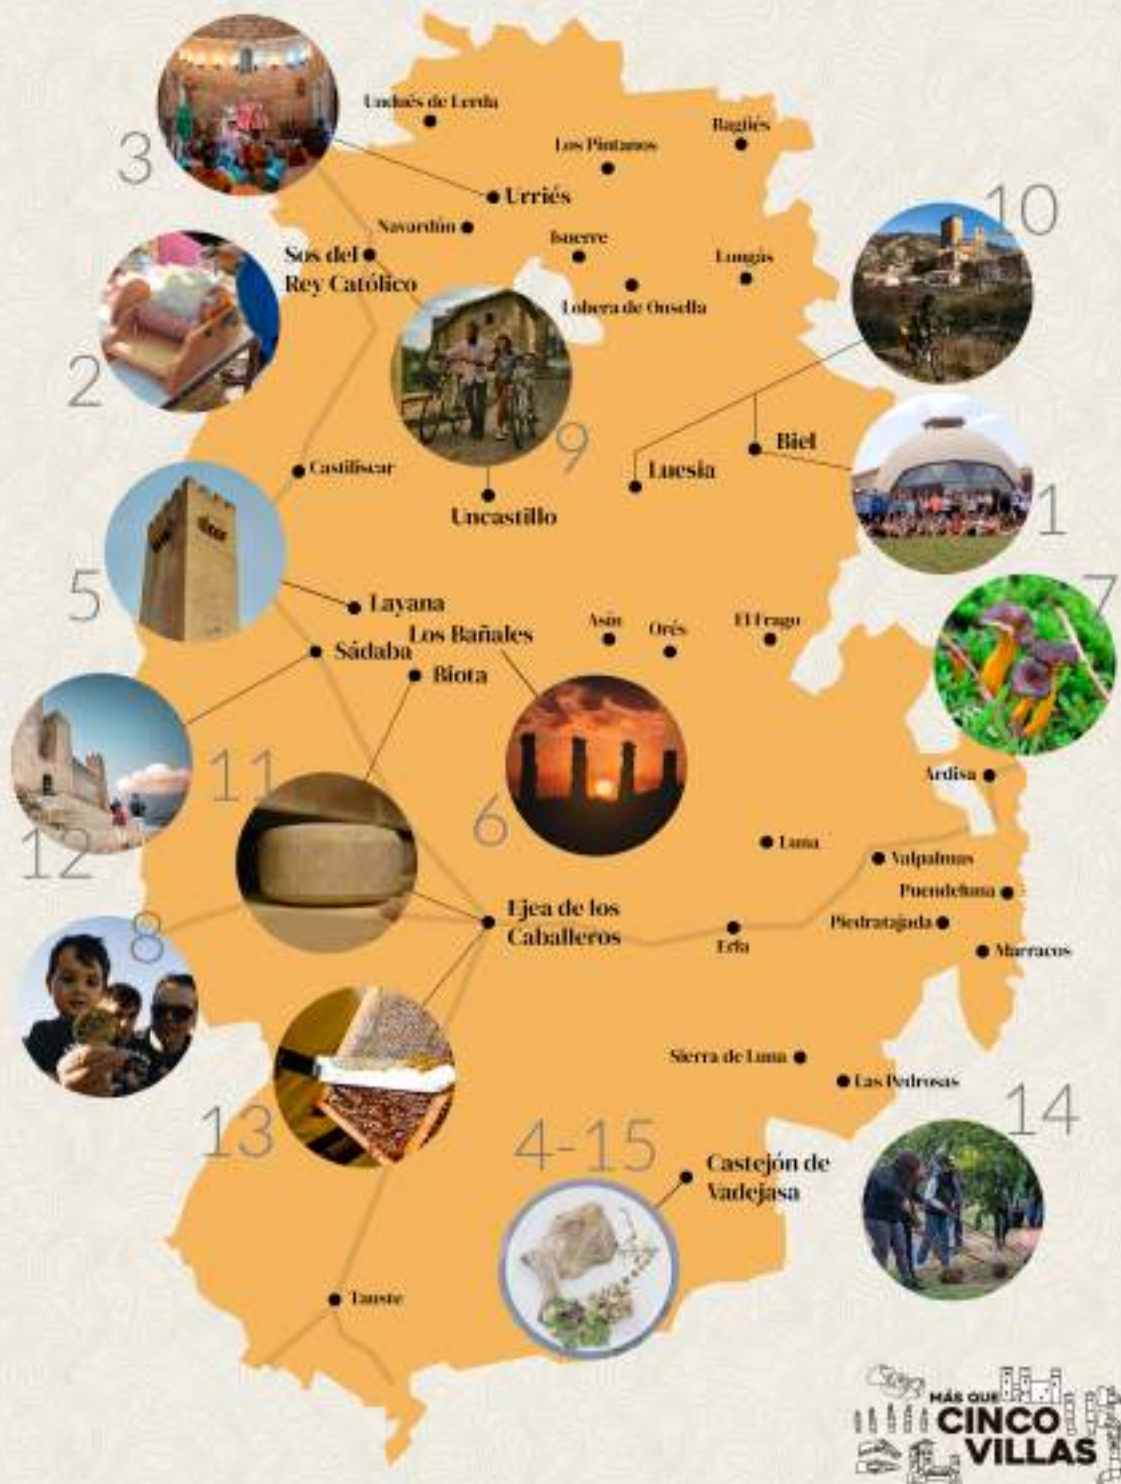 3
Undués de Lerda
Bagüés
Los Pintanos
Urriés
10
Navardún
Isuerre
Sos del
Rey Católico
Longás
Lobera de Onsella
2
9
Biel
Castiliscar
Luesia
Uncastillo
1
5
7
Layana
Asín
Orés
El Frago
Los Bañales
Sádaba
Biota
11
Ardisa
6
12
Luna
Valpalmas
Puendeluna
8
Ejea de los
Caballeros
Piedratajada
Erla
Marracos
Sierra de Luna
Las Pedrosas
14
13
4-15
Castejón de
Vadejasa
Tauste
MÁS QUE
CINCO
VILLAS